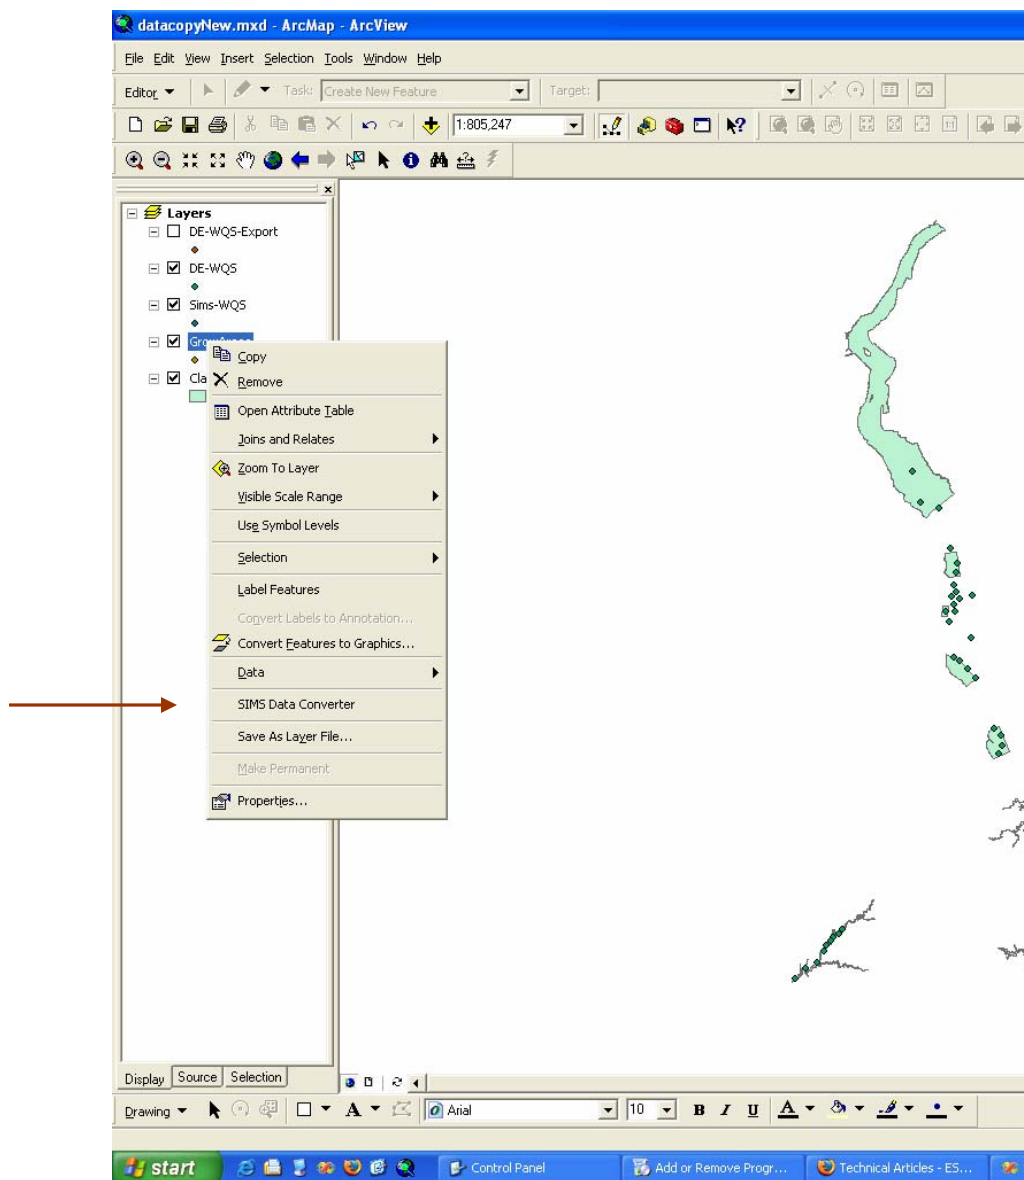 datacopyNew.mxd - ArcMap - ArcView
File Edit View Insert Selection Tools Window Help
Editor Task: Create New Feature Target:
1:805,247
1:1
Layers
DE-WQS-Export
DE-WQS
Sims-WQS
Cla
Copy
Remove
Open Attribute Table
Joins and Relates
Zoom To Layer
Visible Scale Range
Use Symbol Levels
Selection
Label Features
Convert Labels to Annotation...
Convert Features to Graphics...
Data
SIMS Data Converter
Save As Layer File...
Make Permanent
Properties...
Display Source Selection
Drawing A Arial 10 B I U A
start Control Panel Add or Remove Progr... Technical Articles - ES...